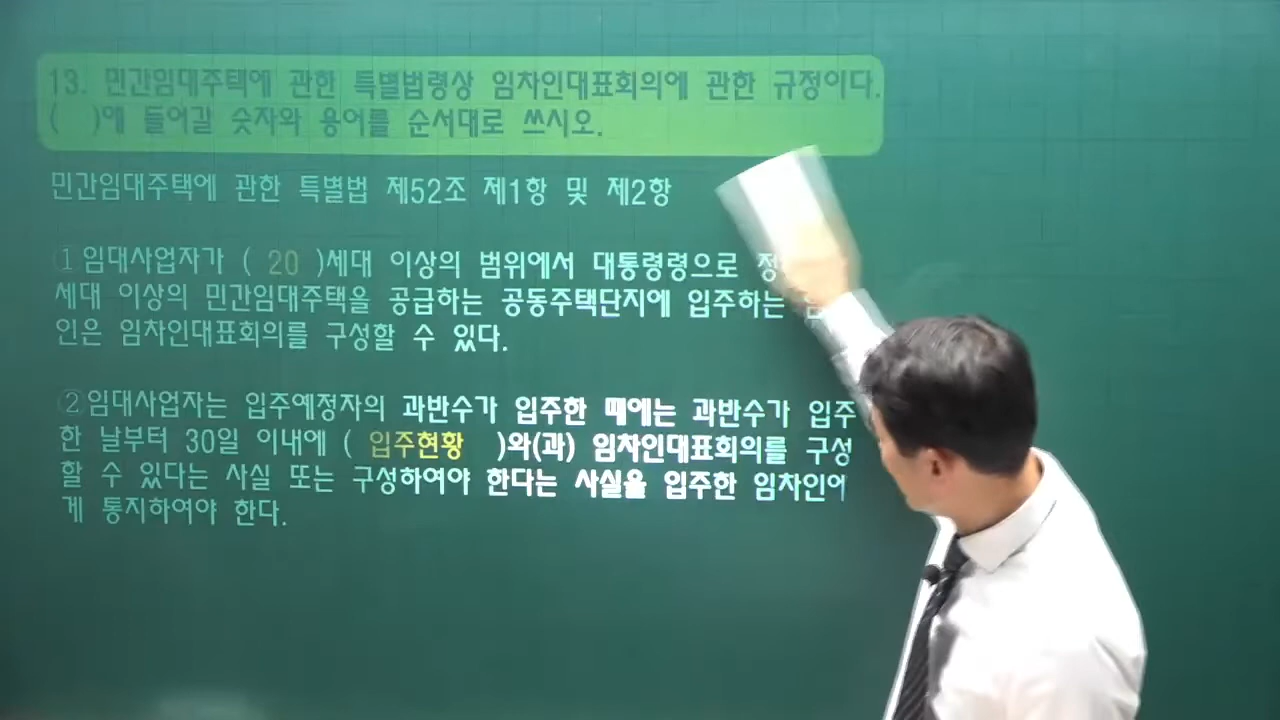 13. 민간임대주택에 관한 특별법령상 임차인대표회의에 관한 규정이다.
(    )에 들어갈 숫자와 용어를 순서대로 쓰시오.
민간임대주택에 관한 특별법 제52조 제1항 및 제2항
① 임대사업자가 ( 20 )세대 이상의 범위에서 대통령령으로
세대 이상의 민간임대주택을 공급하는 공동주택단지에 입주하는
인은 임차인대표회의를 구성할 수 있다.
② 임대사업자는 입주예정자의 과반수가 입주한 때에는 과반수가 입주
한 날부터 30일 이내에 ( 입주현황 )와(과) 임차인대표회의를 구성
할 수 있다는 사실 또는 구성하여야 한다는 사실을 입주한 임차인에
게 통지하여야 한다.